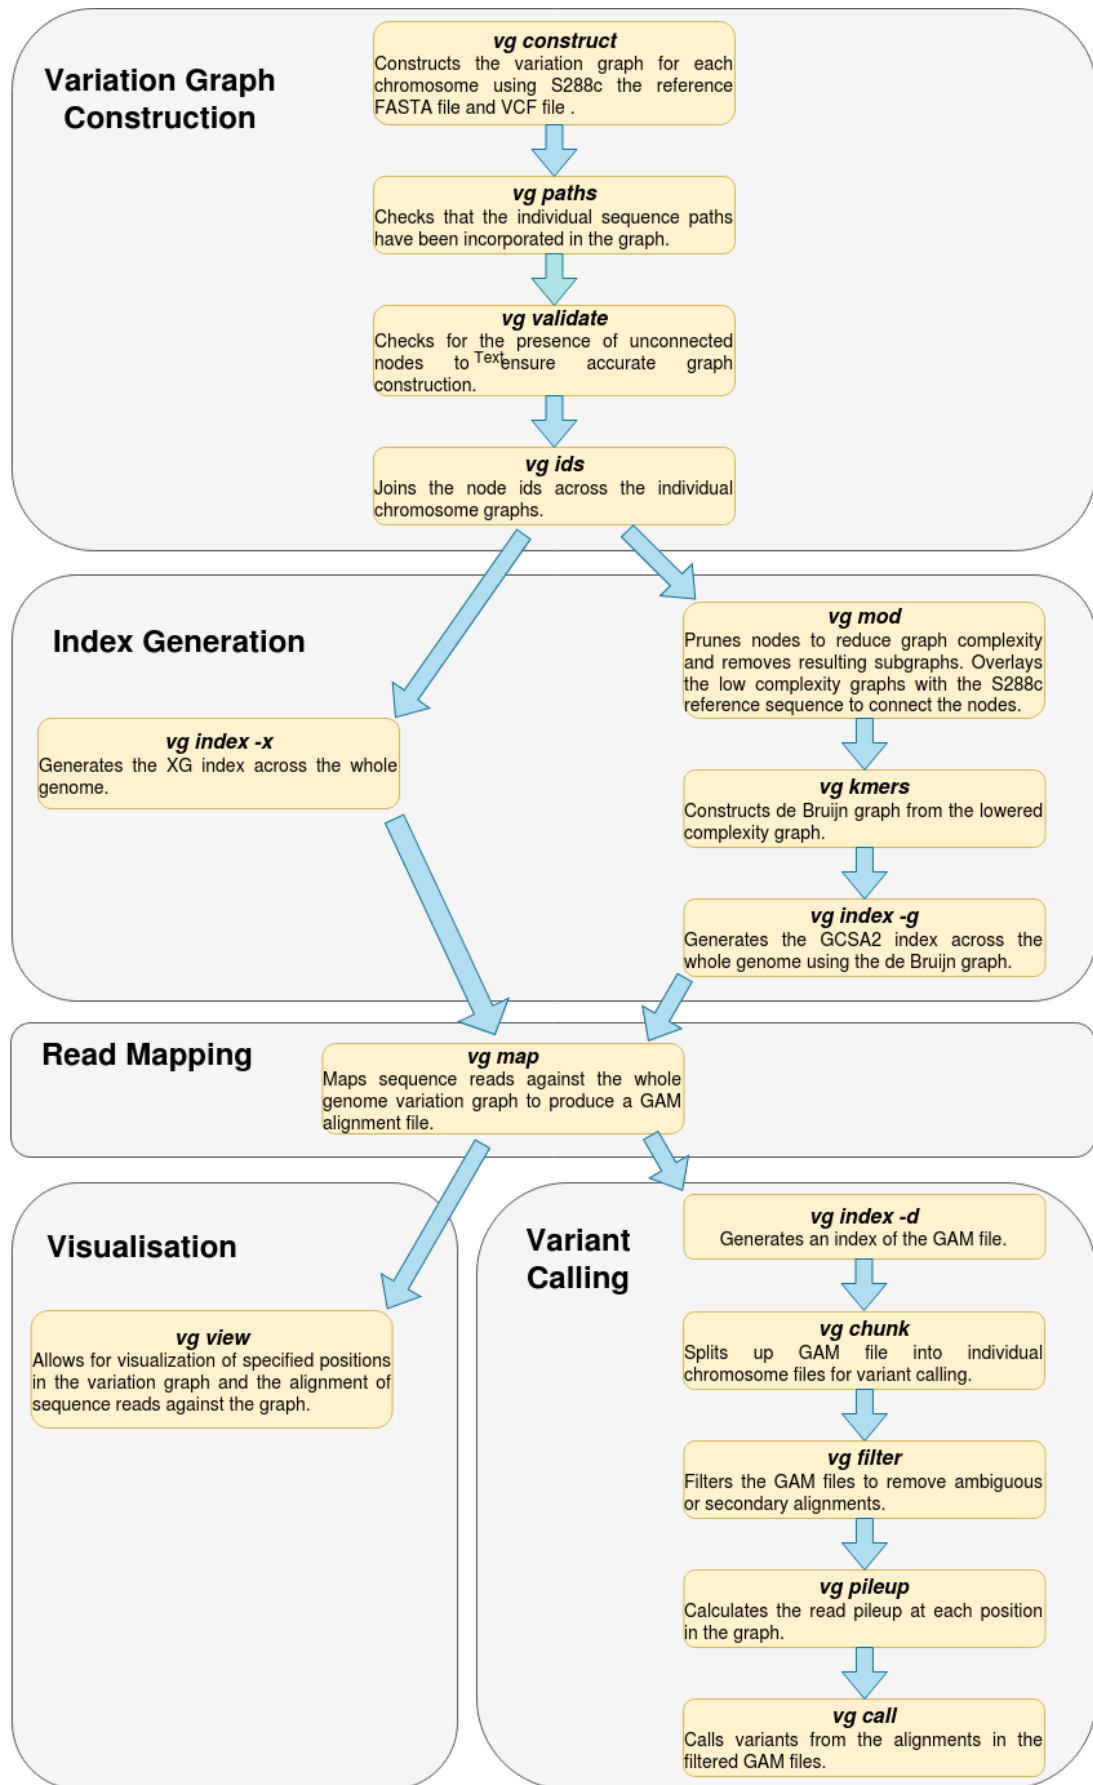 Variation Graph
Construction
vg construct
Constructs the variation graph for each
chromosome using S288c the reference
FASTA file and VCF file .
vg paths
Checks that the individual sequence paths
have been incorporated in the graph.
vg validate
Checks for the presence of unconnected
nodes to Text ensure accurate graph
construction.
vg ids
Joins the node ids across the individual
chromosome graphs.
Index Generation
vg index -x
Generates the XG index across the whole
genome.
vg mod
Prunes nodes to reduce graph complexity
and removes resulting subgraphs. Overlays
the low complexity graphs with the S288c
reference sequence to connect the nodes.
vg kmers
Constructs de Bruijn graph from the lowered
complexity graph.
vg index -g
Generates the GCSA2 index across the
whole genome using the de Bruijn graph.
Read Mapping
vg map
Maps sequence reads against the whole
genome variation graph to produce a GAM
alignment file.
Visualisation
vg view
Allows for visualization of specified positions
in the variation graph and the alignment of
sequence reads against the graph.
Variant
Calling
vg index -d
Generates an index of the GAM file.
vg chunk
Splits up GAM file into individual
chromosome files for variant calling.
vg filter
Filters the GAM files to remove ambiguous
or secondary alignments.
vg pileup
Calculates the read pileup at each position
in the graph.
vg call
Calls variants from the alignments in the
filtered GAM files.